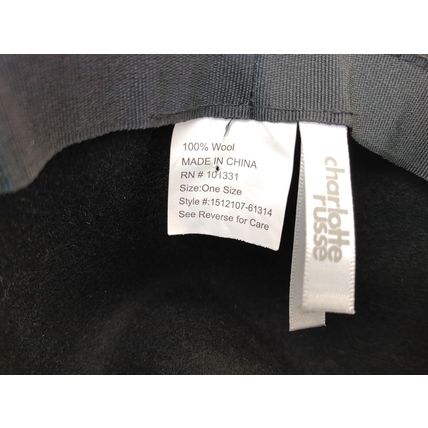 100% Wool
MADE IN CHINA
RN # 101331
Size:One Size
Style #:1512107-61314
See Reverse for Care
charlotte
russe